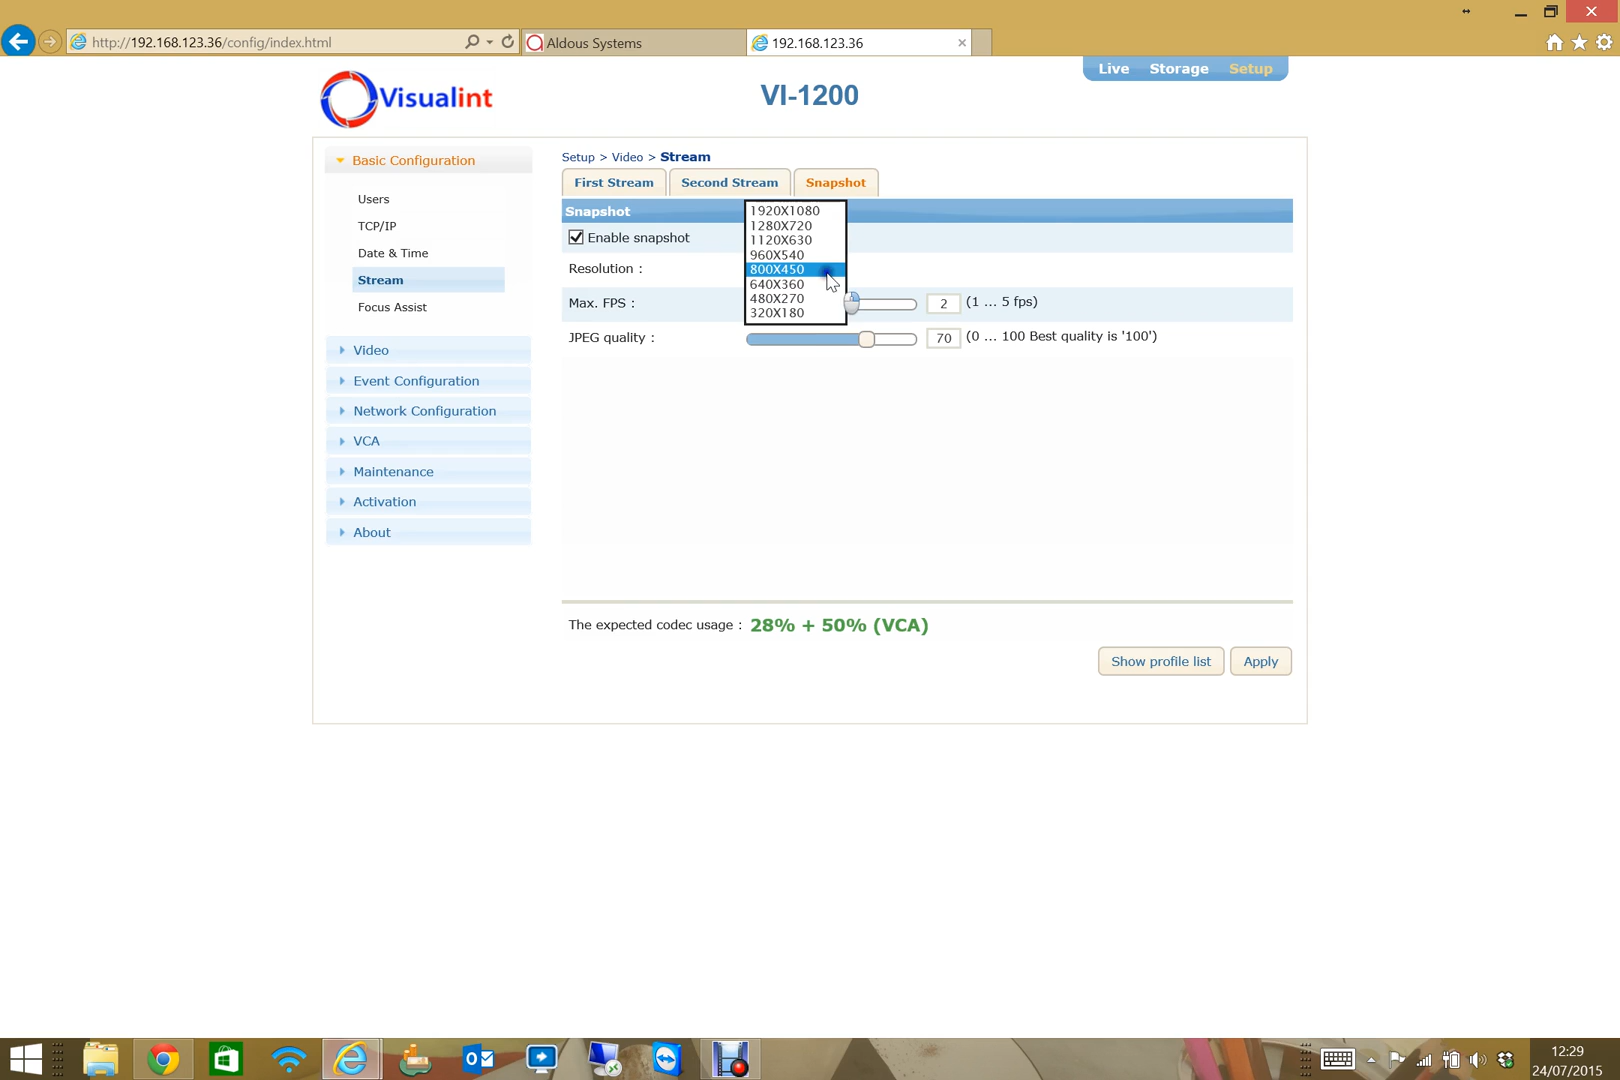 http://192.168.123.36/config/index.html
Aldous Systems
192.168.123.36
Live Storage Setup
Visualint
VI-1200
Basic Configuration
Users
TCP/IP
Date & Time
Stream
Focus Assist
Video
Event Configuration
Network Configuration
VCA
Maintenance
Activation
About
Setup > Video > Stream
First Stream Second Stream Snapshot
Snapshot
Enable snapshot
Resolution :
1920X1080
1280X720
1120X630
960X540
800X450
640X360
480X270
320X180
Max. FPS : 2 (1 ... 5 fps)
JPEG quality : 70 (0 ... 100 Best quality is '100')
The expected codec usage : 28% + 50% (VCA)
Show profile list Apply
12:29
24/07/2015